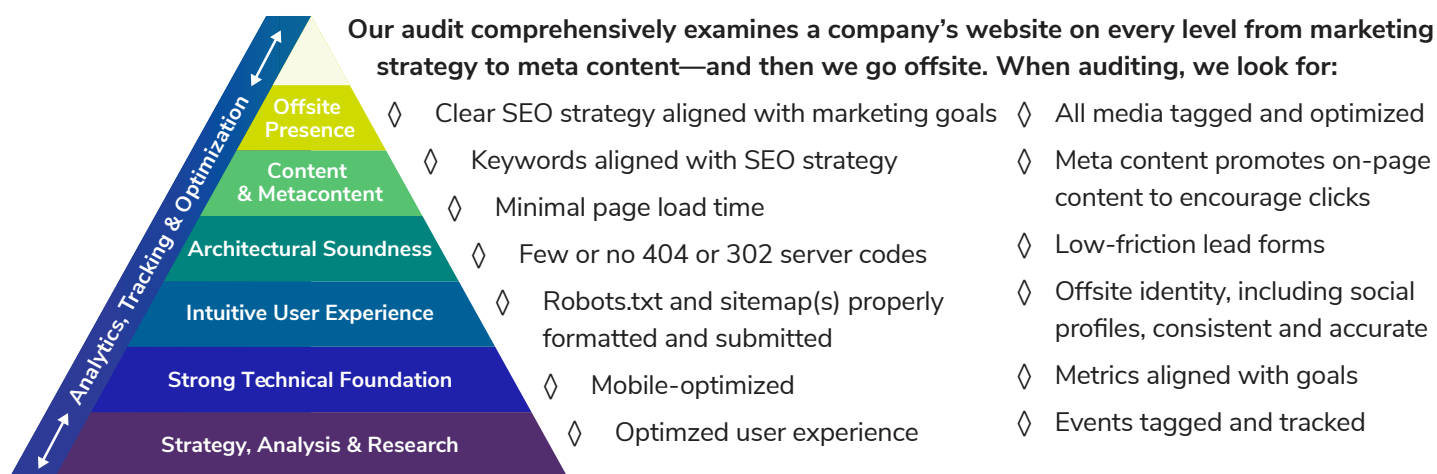 Our audit comprehensively examines a company’s website on every level from marketing
strategy to meta content—and then we go offsite. When auditing, we look for:
Analytics, Tracking & Optimization
Offsite
Presence
Content
& Metacontent
Architectural Soundness
Intuitive User Experience
Strong Technical Foundation
Strategy, Analysis & Research
◊ Clear SEO strategy aligned with marketing goals
◊ Keywords aligned with SEO strategy
◊ Minimal page load time
◊ Few or no 404 or 302 server codes
◊ Robots.txt and sitemap(s) properly
formatted and submitted
◊ Mobile-optimized
◊ Optimzed user experience
◊ All media tagged and optimized
◊ Meta content promotes on-page
content to encourage clicks
◊ Low-friction lead forms
◊ Offsite identity, including social
profiles, consistent and accurate
◊ Metrics aligned with goals
◊ Events tagged and tracked